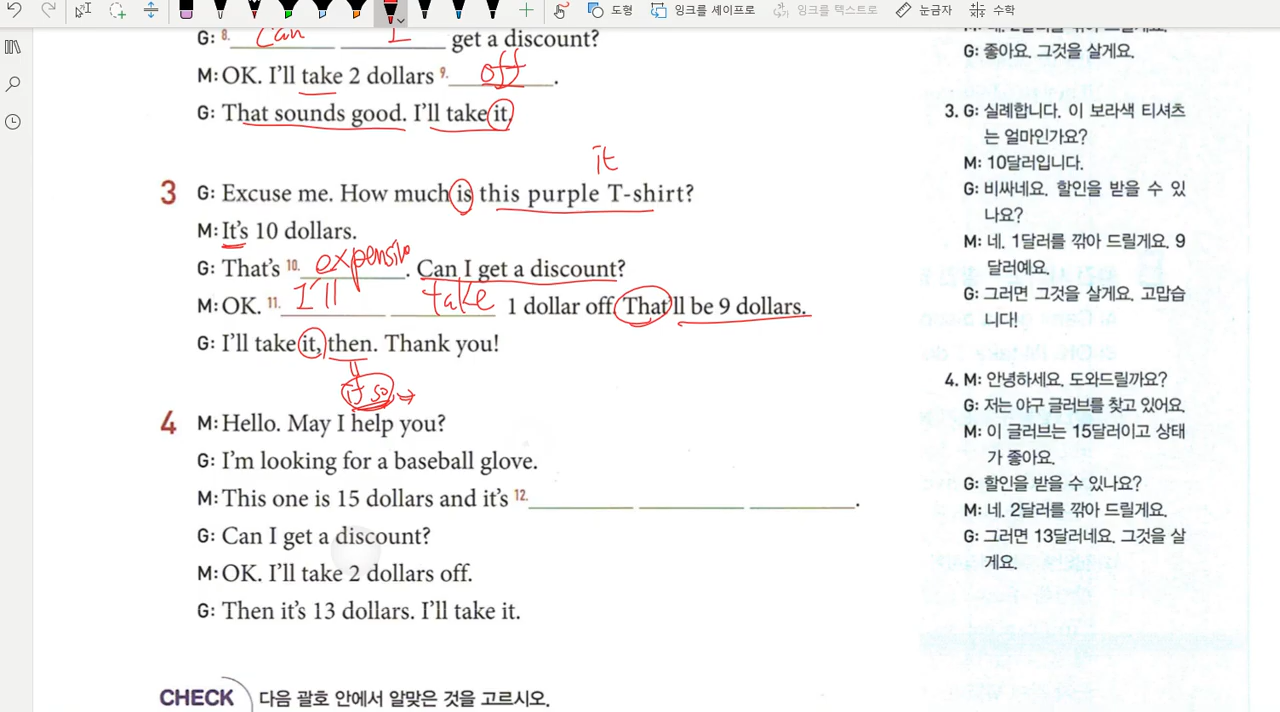 도형
잉크를 셰이프로
잉크를 텍스트로
눈금자
수학
G: 8. Can I get a discount?
M: OK. I'll take 2 dollars 9. off.
G: That sounds good. I'll take it.
it
3 G: Excuse me. How much is this purple T-shirt?
M: It's 10 dollars.
G: That's 10. expensive. Can I get a discount?
M: OK. 11. I'll take 1 dollar off. That'll be 9 dollars.
G: I'll take it, then. Thank you!
if so →
4 M: Hello. May I help you?
G: I'm looking for a baseball glove.
M: This one is 15 dollars and it's 12.
G: Can I get a discount?
M: OK. I'll take 2 dollars off.
G: Then it's 13 dollars. I'll take it.
CHECK 다음 괄호 안에서 알맞은 것을 고르시오.
G: 좋아요. 그것을 살게요.
3. G: 실례합니다. 이 보라색 티셔츠
는 얼마인가요?
M: 10달러입니다.
G: 비싸네요. 할인을 받을 수 있
나요?
M: 네. 1달러를 깎아 드릴게요. 9
달러예요.
G: 그러면 그것을 살게요. 고맙습
니다!
4. M: 안녕하세요. 도와드릴까요?
G: 저는 야구 글러브를 찾고 있어요.
M: 이 글러브는 15달러이고 상태
가 좋아요.
G: 할인을 받을 수 있나요?
M: 네. 2달러를 깎아 드릴게요.
G: 그러면 13달러네요. 그것을 살
게요.